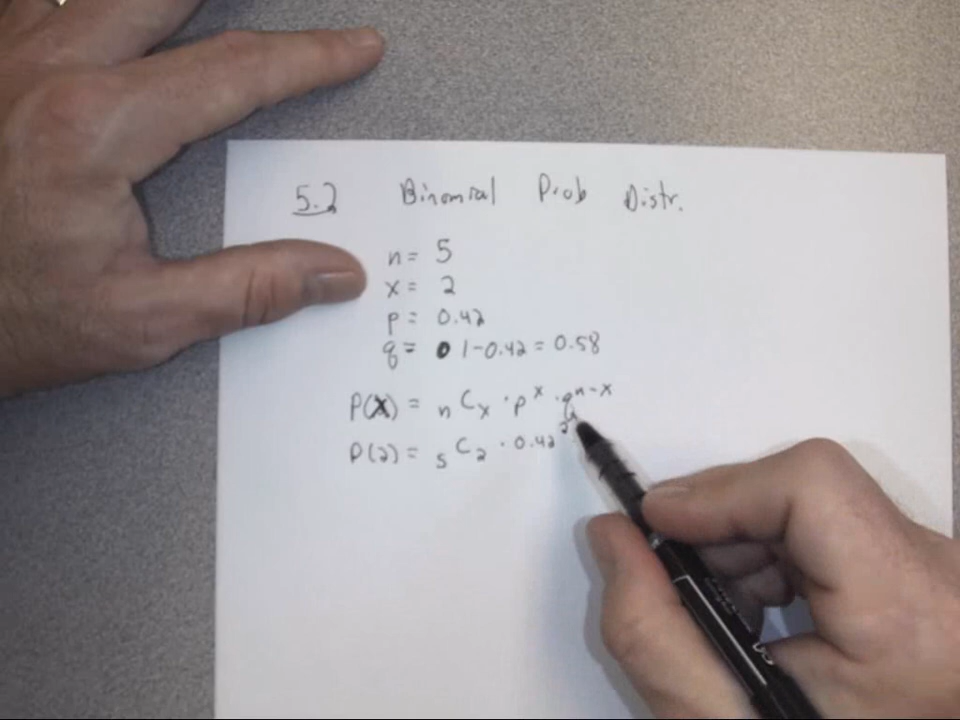 5.2 Binomial Prob Distr.
n = 5
x = 2
p = 0.42
q = 1-0.42 = 0.58
P(X) = nCx · p^x · q^n-x
P(2) = 5C2 · 0.42^2